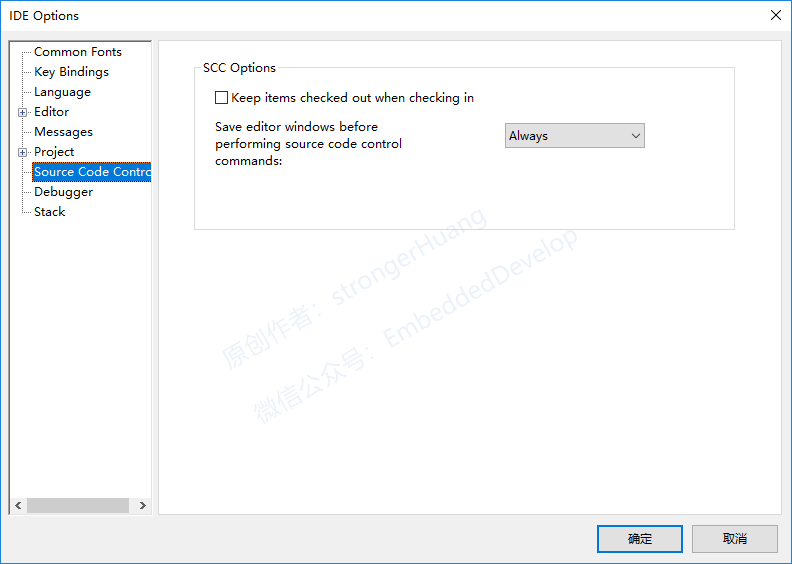 IDE Options
Common Fonts
Key Bindings
Language
Editor
Messages
Project
Source Code Contro
Debugger
Stack
SCC Options
Keep items checked out when checking in
Save editor windows before
performing source code control
commands:
Always
原创作者：strongerHuang
微信公众号：EmbeddedDevelop
确定
取消